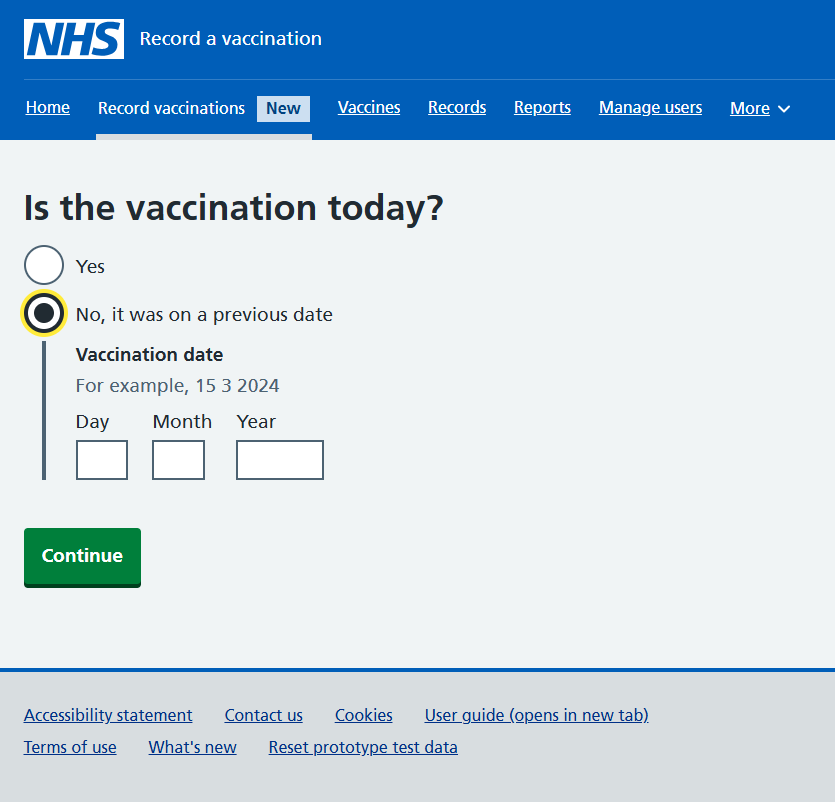 NHS Record a vaccination
Home Record vaccinations New Vaccines Records Reports Manage users More
Is the vaccination today?
Yes
No, it was on a previous date
Vaccination date
For example, 15 3 2024
Day Month Year
Continue
Accessibility statement Contact us Cookies User guide (opens in new tab)
Terms of use What's new Reset prototype test data